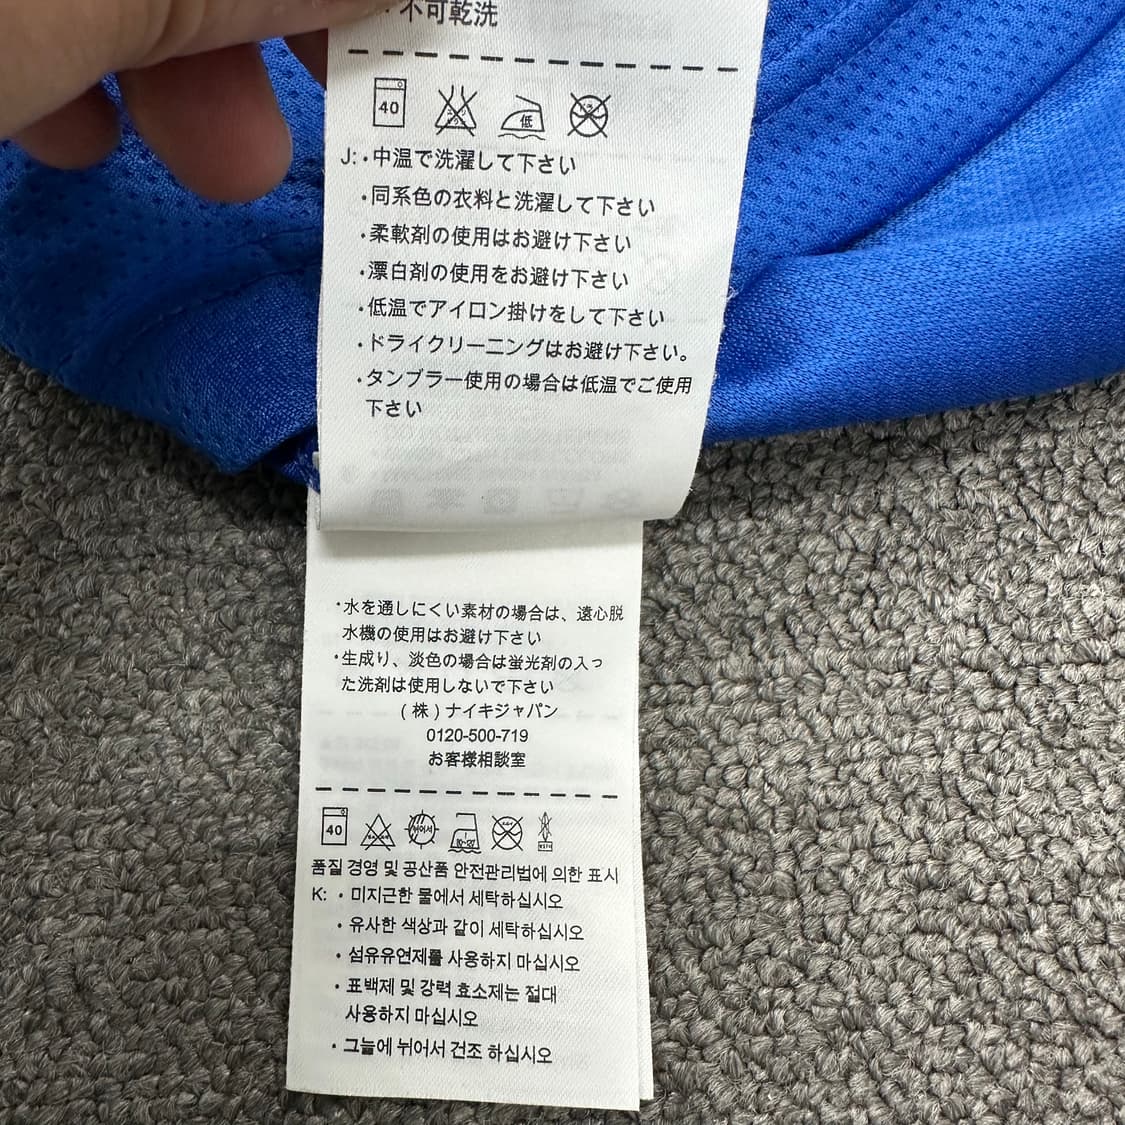 不可乾洗
40
低
J:・中温で洗濯して下さい
・同系色の衣料と洗濯して下さい
・柔軟剤の使用はお避け下さい
・漂白剤の使用をお避け下さい
・低温でアイロン掛けをして下さい
・ドライクリーニングはお避け下さい。
・タンブラー使用の場合は低温でご使用
下さい
・水を通しにくい素材の場合は、遠心脱
水機の使用はお避け下さい
・生成り、淡色の場合は蛍光剤の入っ
た洗剤は使用しないで下さい
(株)ナイキジャパン
0120-500-719
お客様相談室
40
품질 경영 및 공산품 안전관리법에 의한 표시
K: ・ 미지근한 물에서 세탁하십시오
・ 유사한 색상과 같이 세탁하십시오
・ 섬유유연제를 사용하지 마십시오
・ 표백제 및 강력 효소제는 절대
사용하지 마십시오
・ 그늘에 뉘어서 건조 하십시오